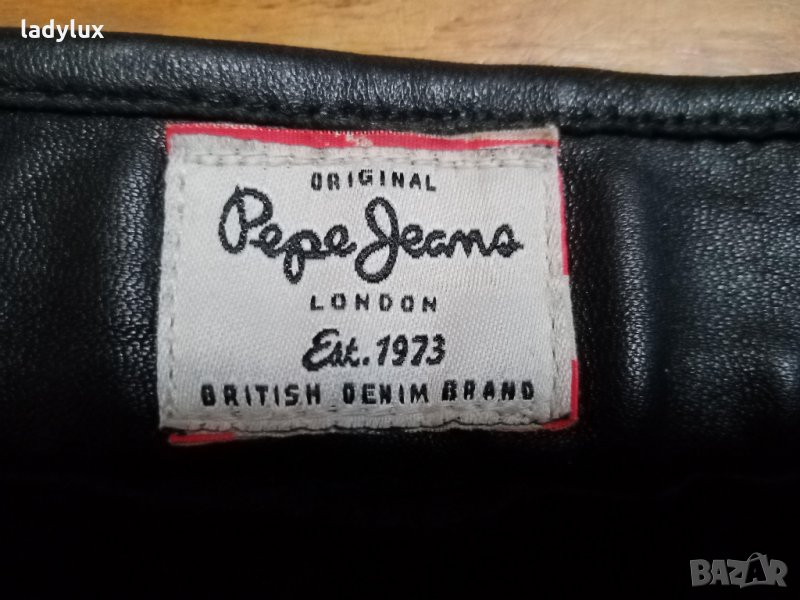 ladylux
ORIGINAL
Pepe Jeans
LONDON
Est. 1973
BRITISH DENIM BRAND
BAZAR